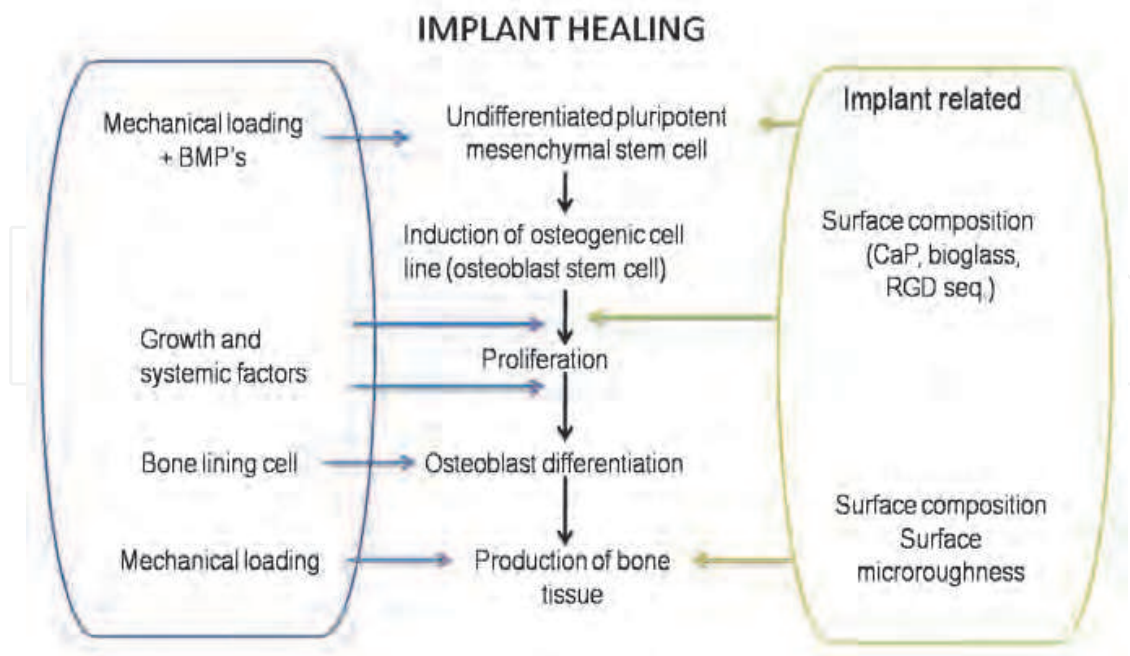 IMPLANT HEALING
Mechanical loading
+ BMP's
Growth and
systemic factors
Bone lining cell
Mechanical loading
Undifferentiated pluripotent
mesenchymal stem cell
Induction of osteogenic cell
line (osteoblast stem cell)
Proliferation
Osteoblast differentiation
Production of bone
tissue
Implant related
Surface composition
(CaP, bioglass,
RGD seq.)
Surface composition
Surface
microroughness